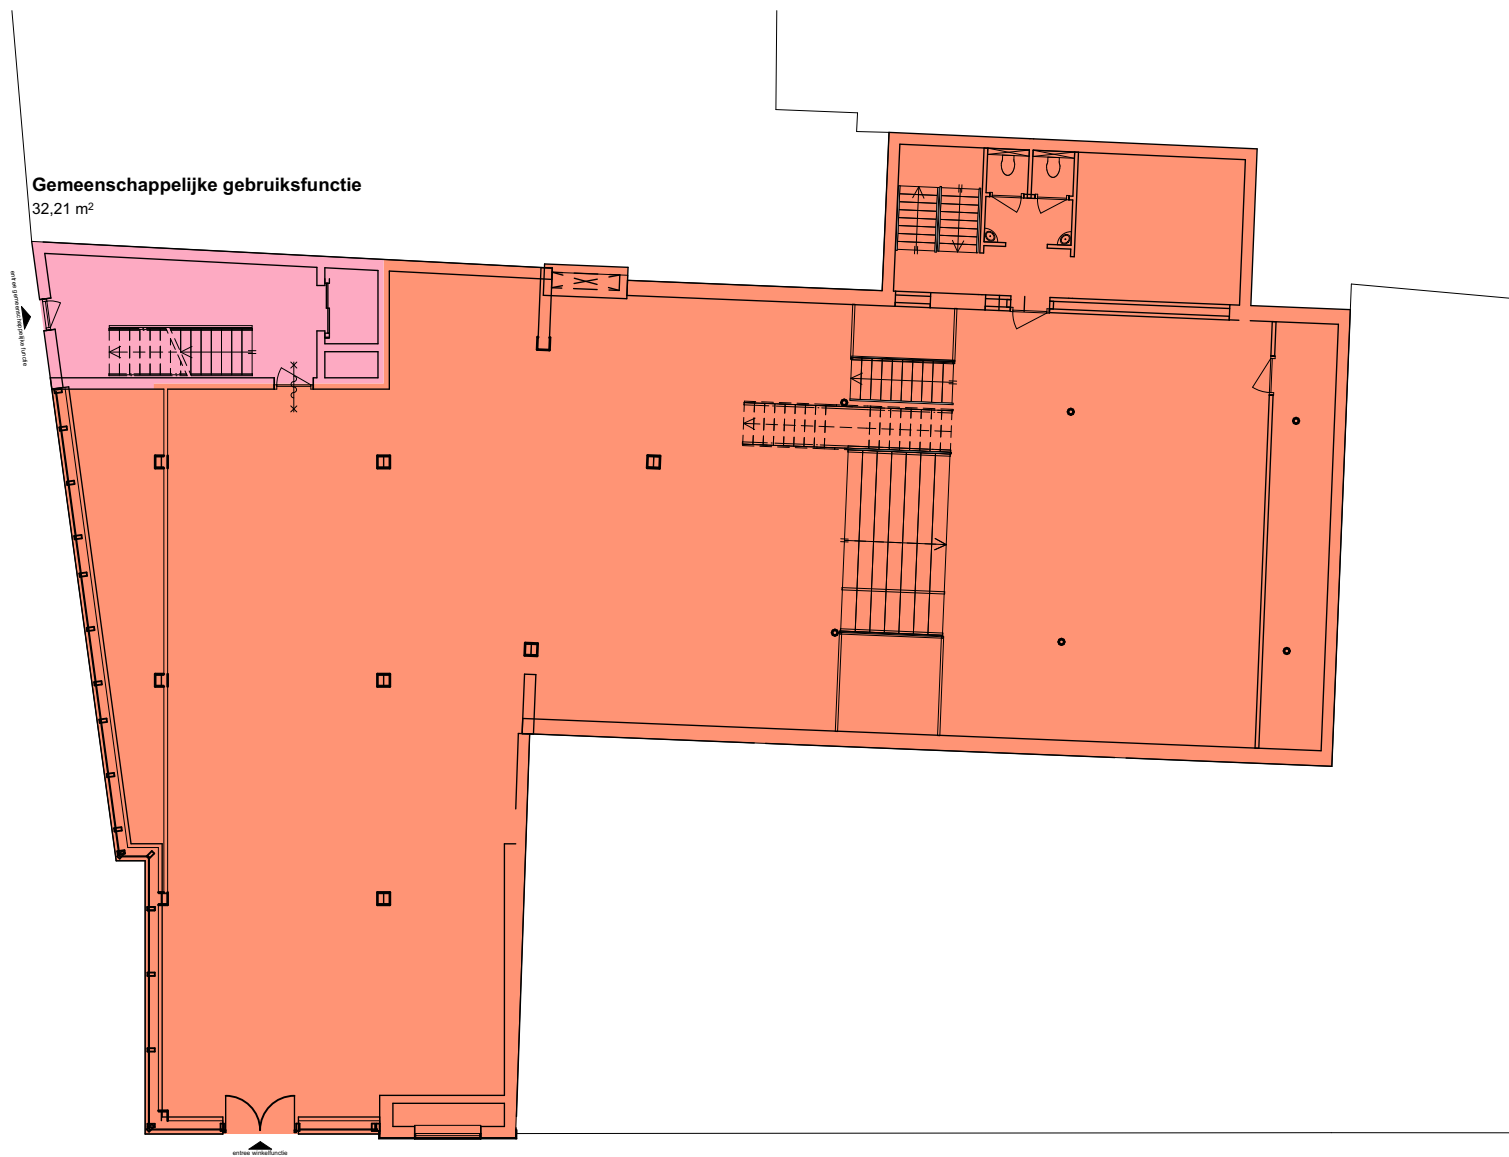 Gemeenschappelijke gebruiksfunctie
32,21 m²
entree gemeenschappelijke functie
entree winkelfunctie